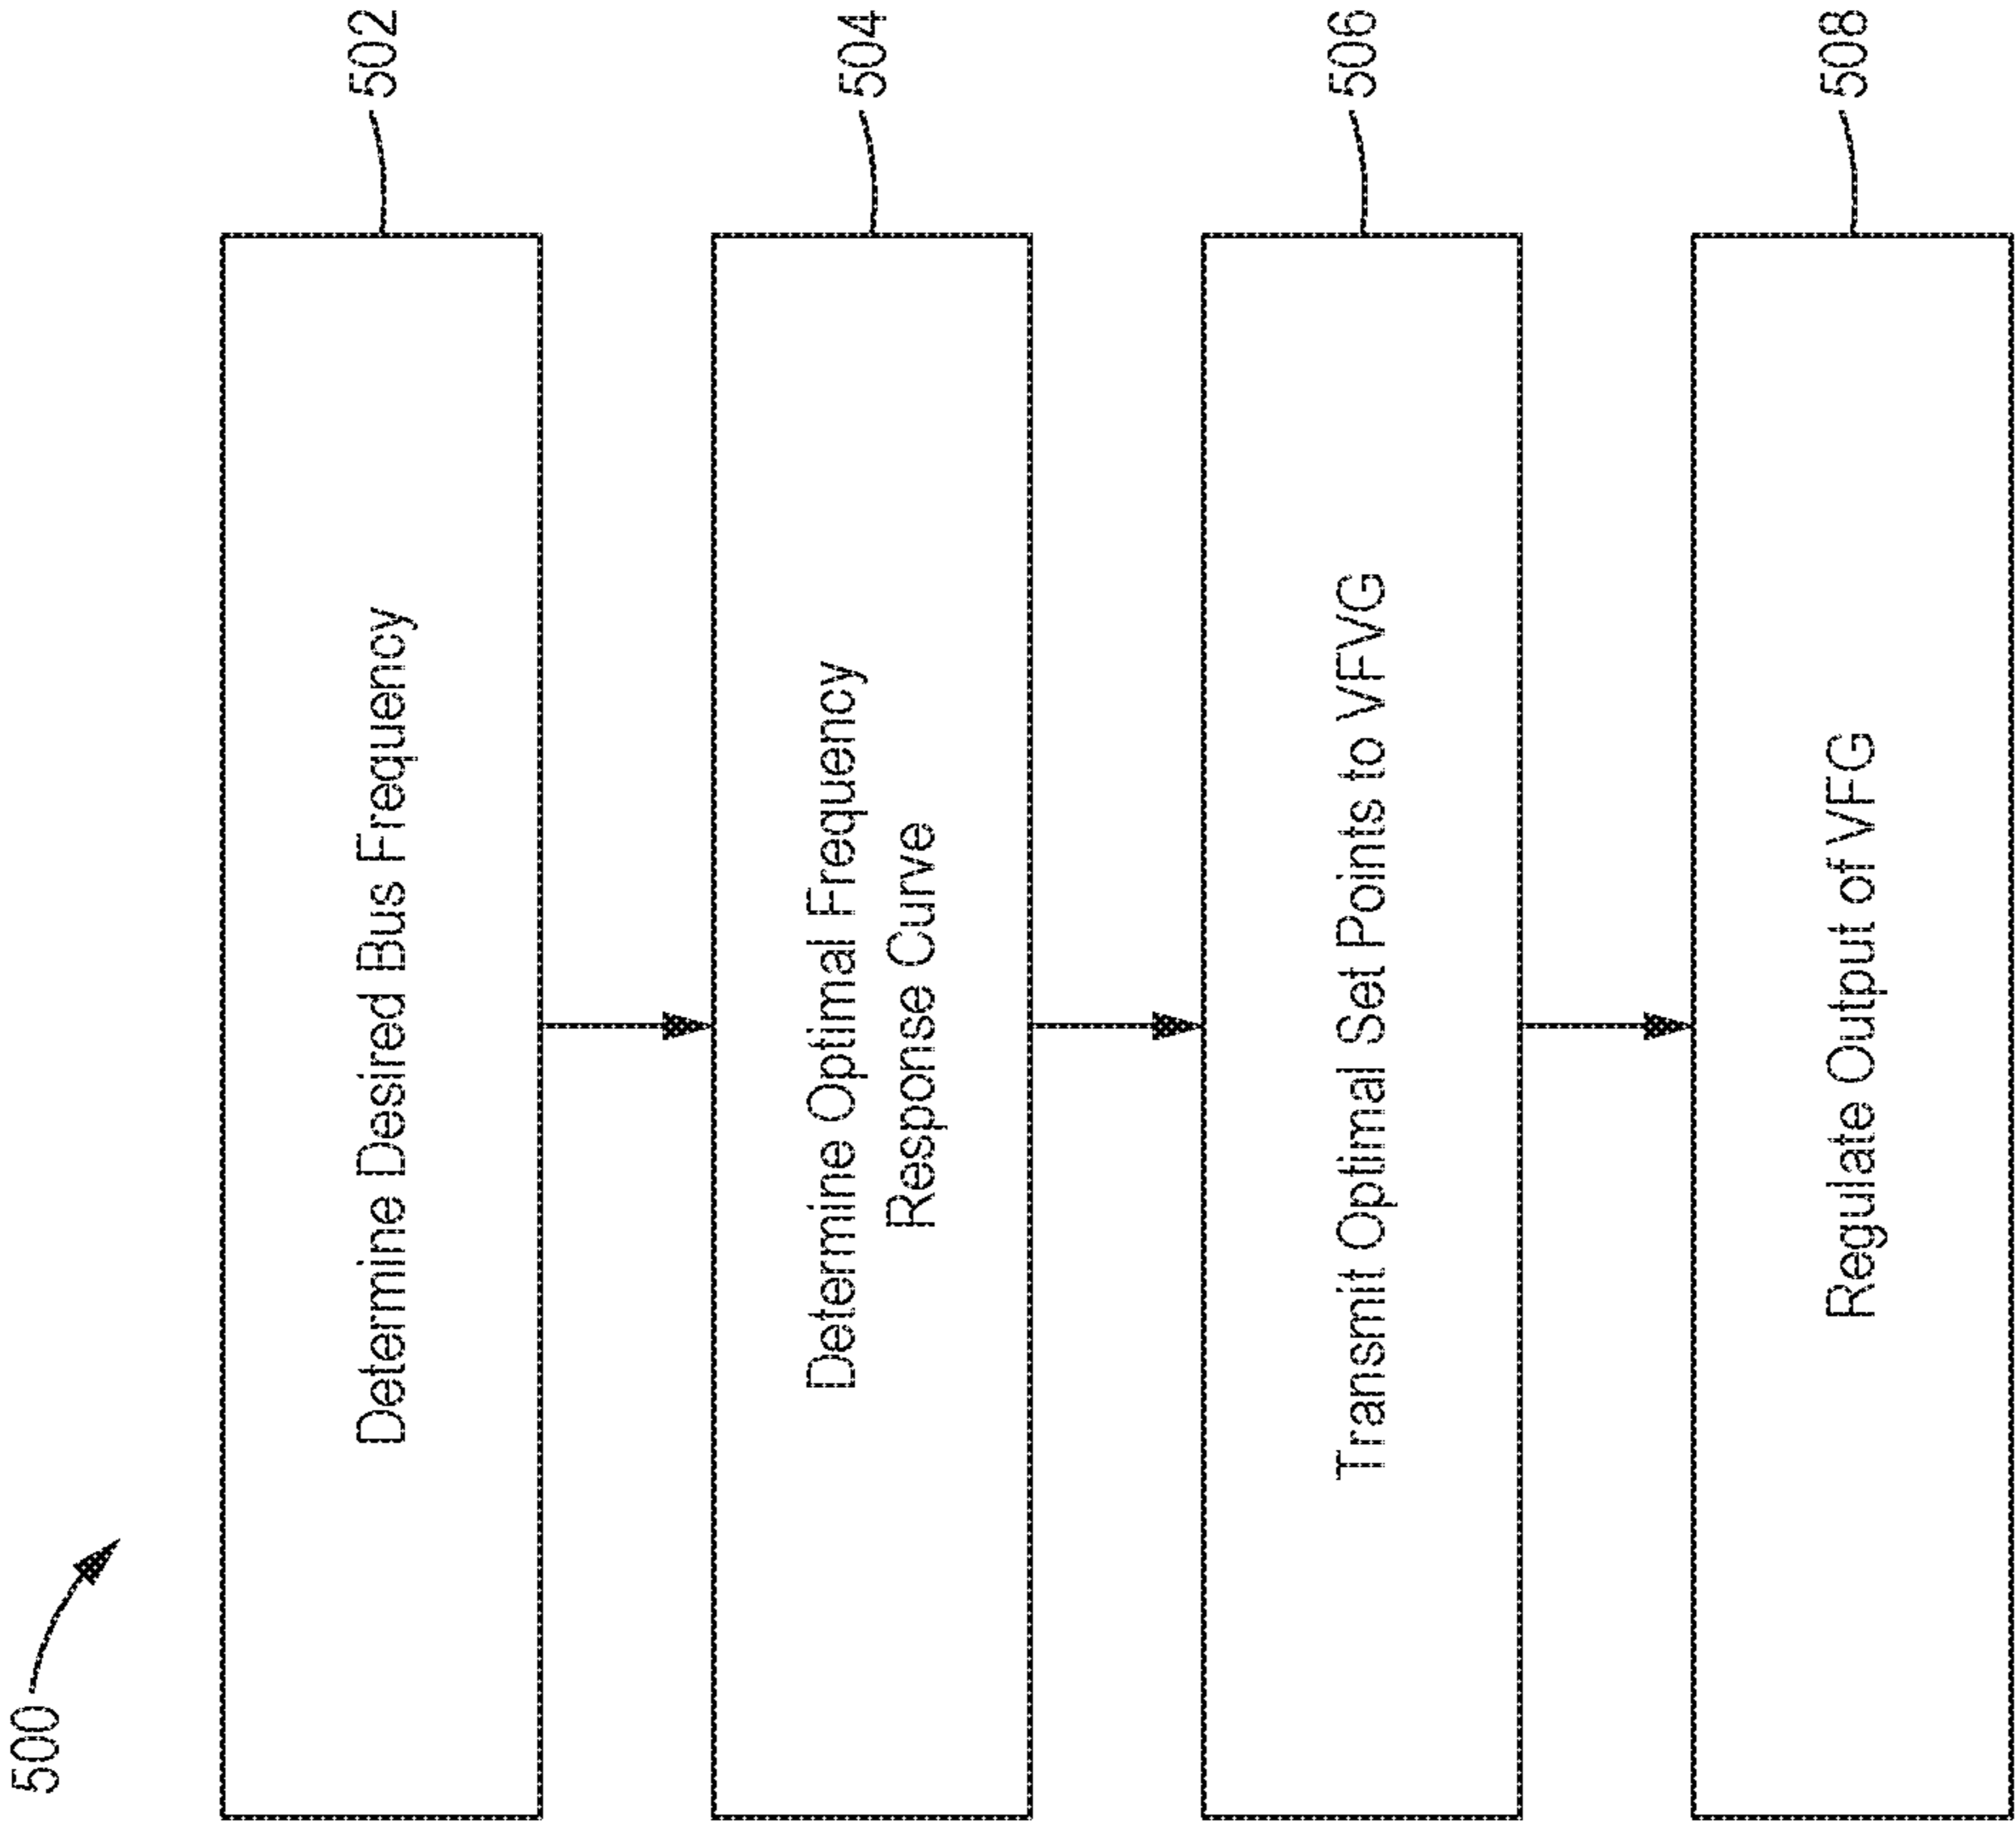 500
Determine Desired Bus Frequency
502
Determine Optimal Frequency
Response Curve
504
Transmit Optimal Set Points to VFVG
506
Regulate Output of VFG
508